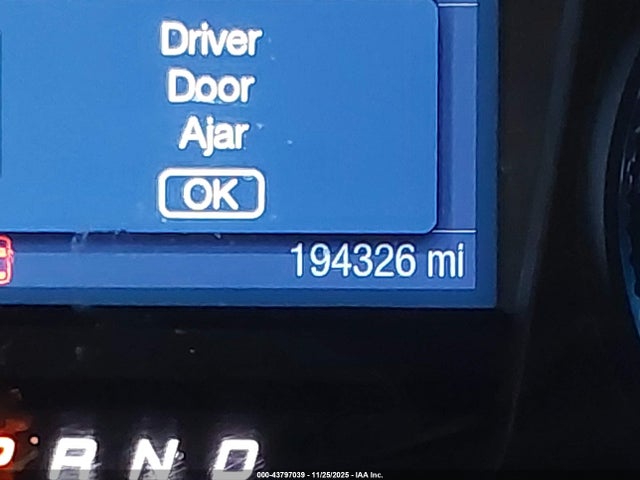 Driver
Door
Ajar
OK
194326 mi
P R N D
000-43797039 - 11/25/2025 - IAA Inc.